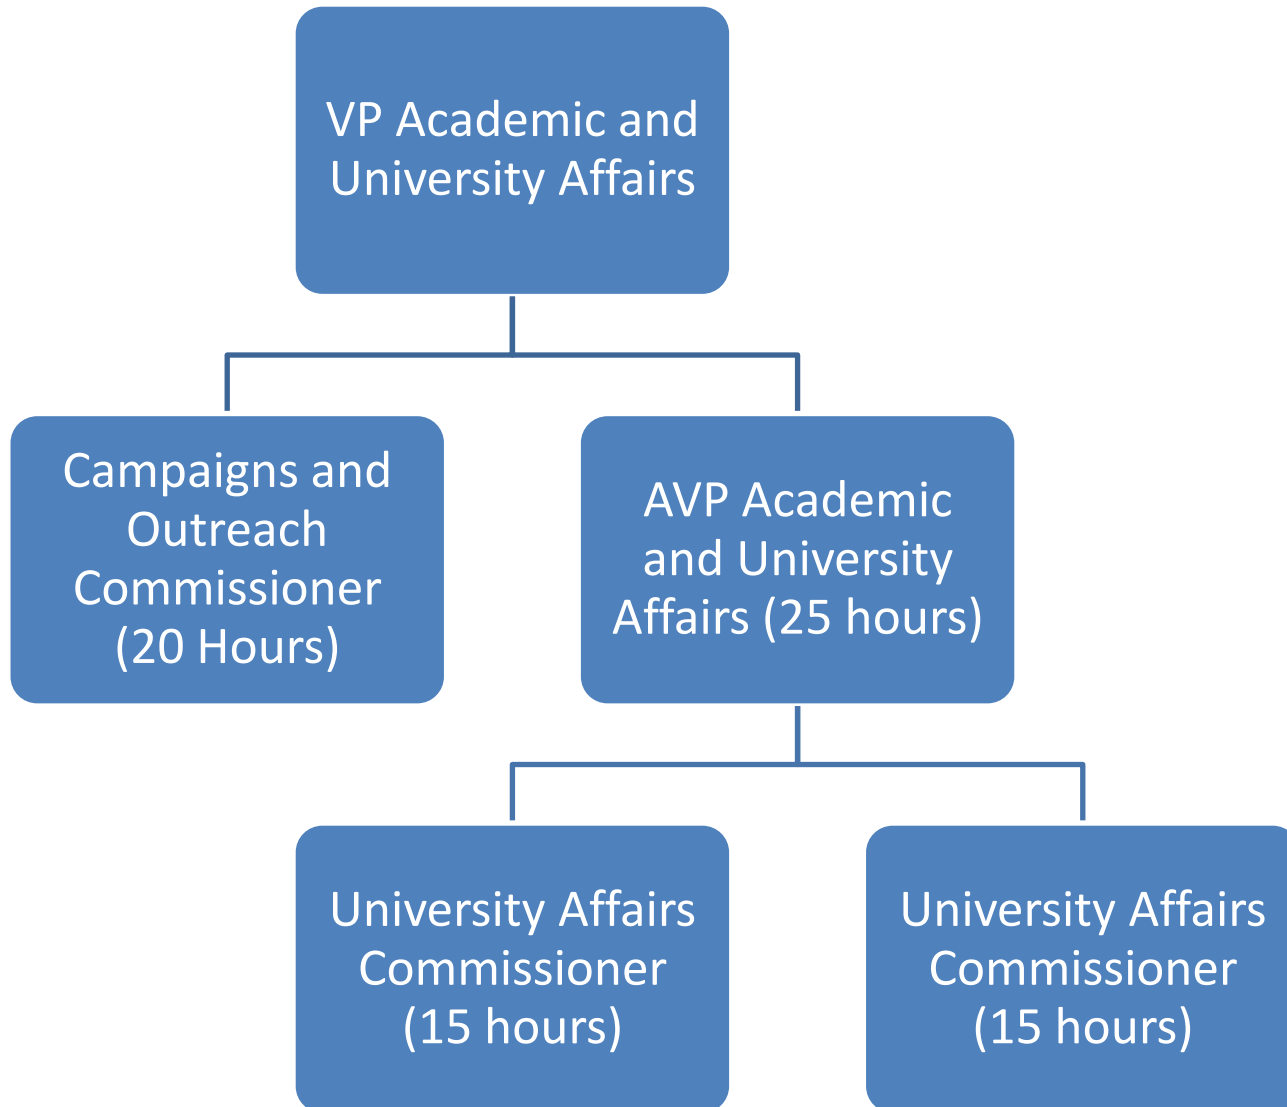 VP Academic and
University Affairs
Campaigns and
Outreach
Commissioner
(20 Hours)
AVP Academic
and University
Affairs (25 hours)
University Affairs
Commissioner
(15 hours)
University Affairs
Commissioner
(15 hours)